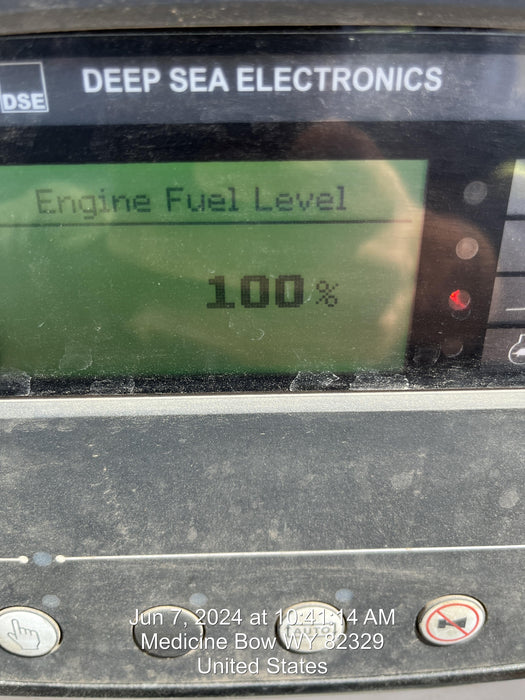 DSE
DEEP SEA ELECTRONICS
Engine Fuel Level
100 %
AUTO
Jun 7, 2024 at 10:41:14 AM
Medicine Bow WY 82329
United States